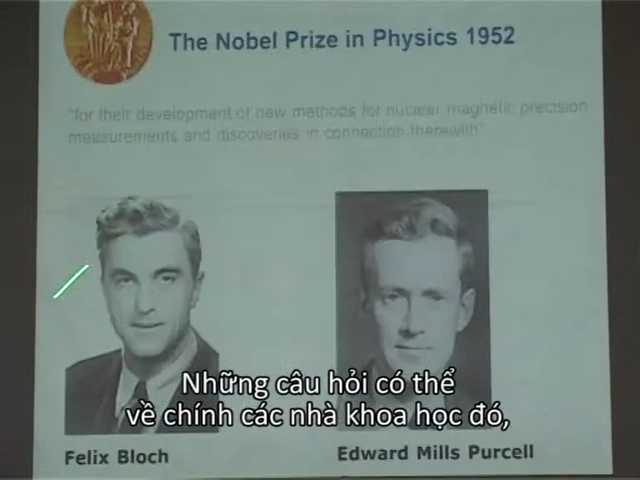 The Nobel Prize in Physics 1952
"for their development of new methods for nuclear magnetic precision
measurements and discoveries in connection therewith"
Những câu hỏi có thể
về chính các nhà khoa học đó,
Felix Bloch
Edward Mills Purcell